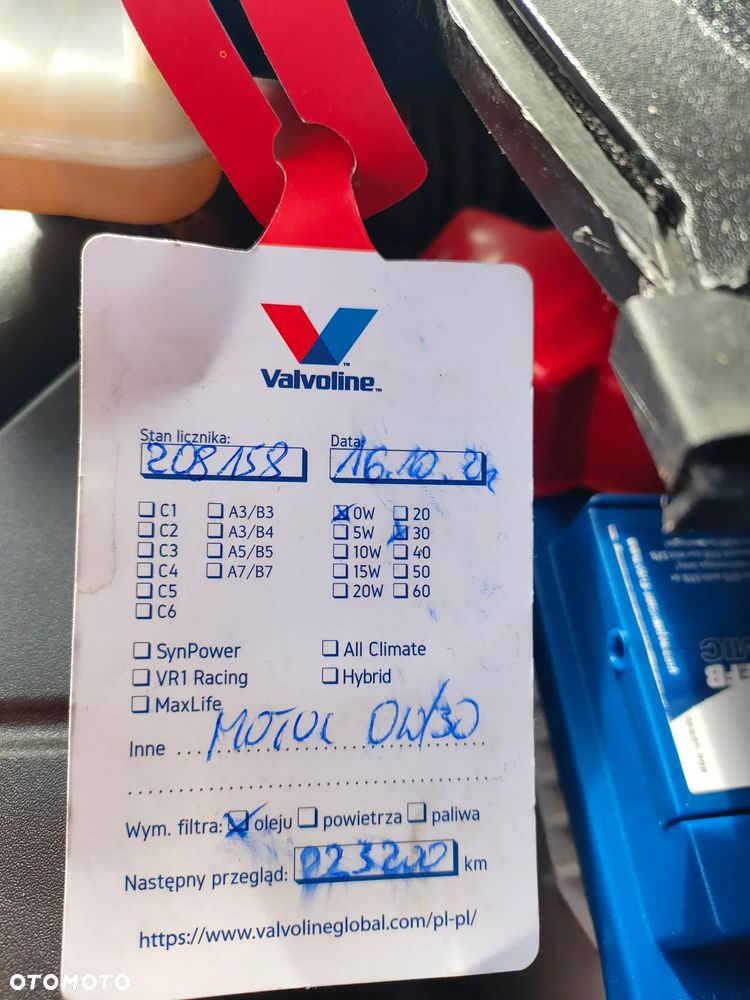 Valvoline™
Stan licznika: Data:
208158 16.10.
C1 A3/B3 0W 20
C2 A3/B4 5W 30
C3 A5/B5 10W 40
C4 A7/B7 15W 50
C5 20W 60
C6
SynPower All Climate
VR1 Racing Hybrid
MaxLife
Inne MOTUL 0W/30
Wym. filtra: oleju powietrza paliwa
Następny przegląd: km
https://www.valvolineglobal.com/pl-pl/
EFB
OTOMOTO